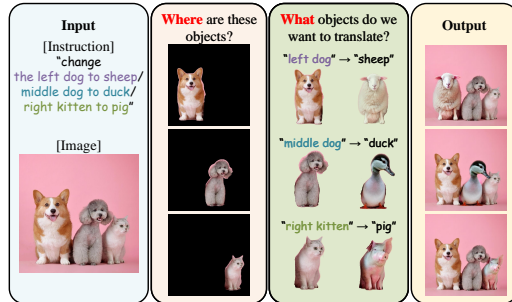 Input
[Instruction]
"change
the left dog to sheep/
middle dog to duck/
right kitten to pig"
[Image]
Where are these
objects?
What objects do we
want to translate?
"left dog" → "sheep"
"middle dog" → "duck"
"right kitten" → "pig"
Output